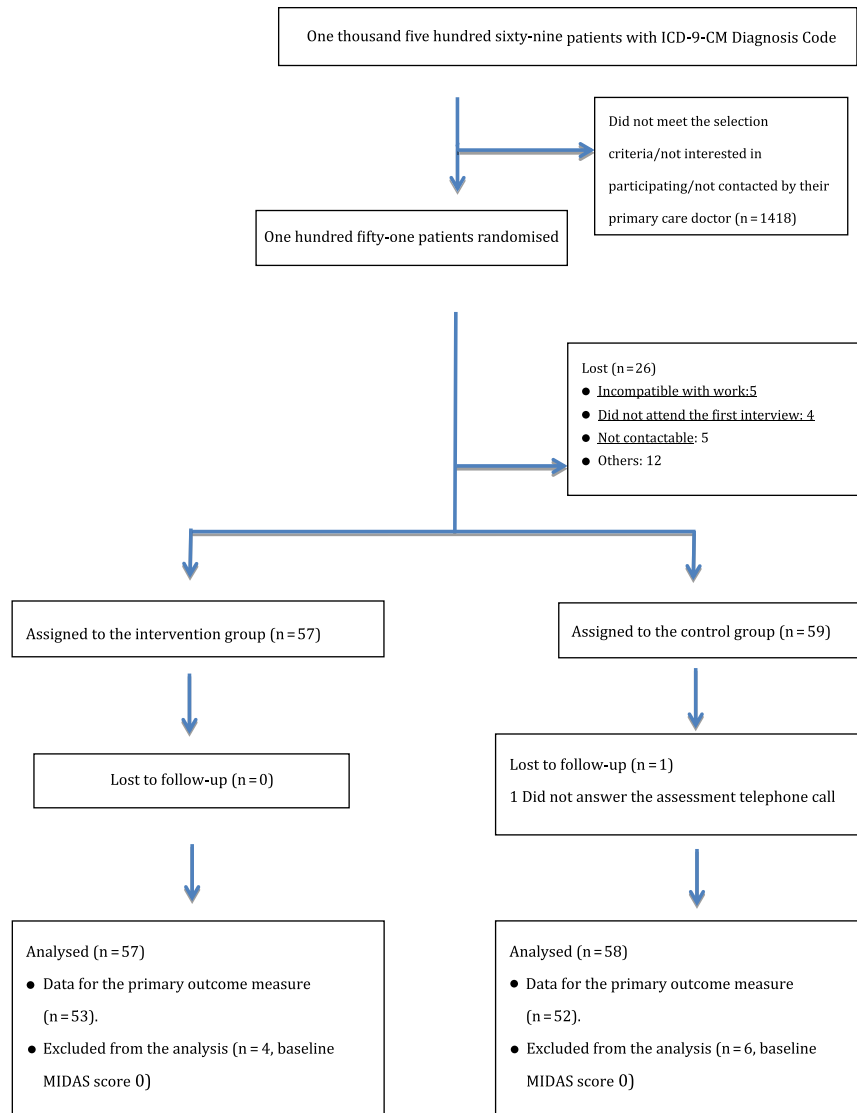 One thousand five hundred sixty-nine patients with ICD-9-CM Diagnosis Code
Did not meet the selection
criteria/not interested in
participating/not contacted by their
primary care doctor (n=1418)
One hundred fifty-one patients randomised
Lost (n=26)
● Incompatible with work:5
● Did not attend the first interview: 4
● Not contactable: 5
● Others: 12
Assigned to the intervention group (n=57)
Assigned to the control group (n=59)
Lost to follow-up (n=0)
Lost to follow-up (n=1)
1 Did not answer the assessment telephone call
Analysed (n=57)
● Data for the primary outcome measure
(n=53).
● Excluded from the analysis (n=4, baseline
MIDAS score 0)
Analysed (n=58)
● Data for the primary outcome measure
(n=52).
● Excluded from the analysis (n=6, baseline
MIDAS score 0)